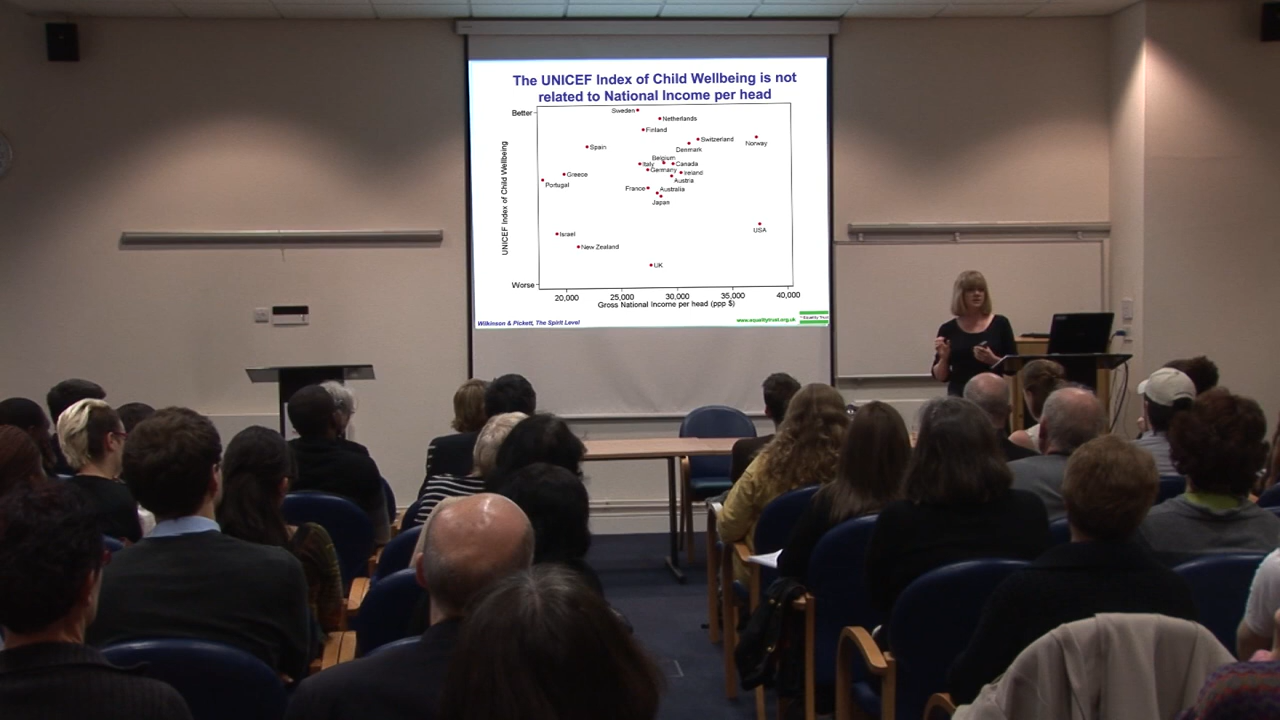 The UNICEF Index of Child Wellbeing is not
related to National Income per head
Better
Sweden
Netherlands
Finland
Switzerland
Norway
Denmark
Spain
Belgium
Italy
Canada
Germany
Ireland
Greece
Austria
Portugal
France
Australia
Japan
USA
Israel
New Zealand
UK
Worse
UNICEF Index of Child Wellbeing
20,000
25,000
30,000
35,000
40,000
Gross National Income per head (ppp $)
Wilkinson & Pickett, The Spirit Level
www.equalitytrust.org.uk
Equality Trust